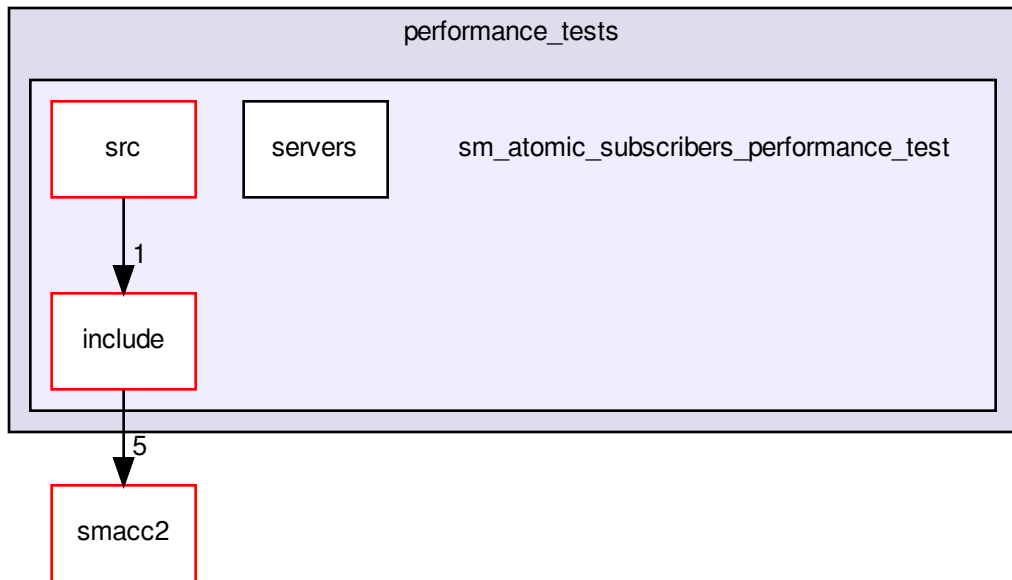 performance_tests
src
servers
sm_atomic_subscribers_performance_test
1
include
5
smacc2